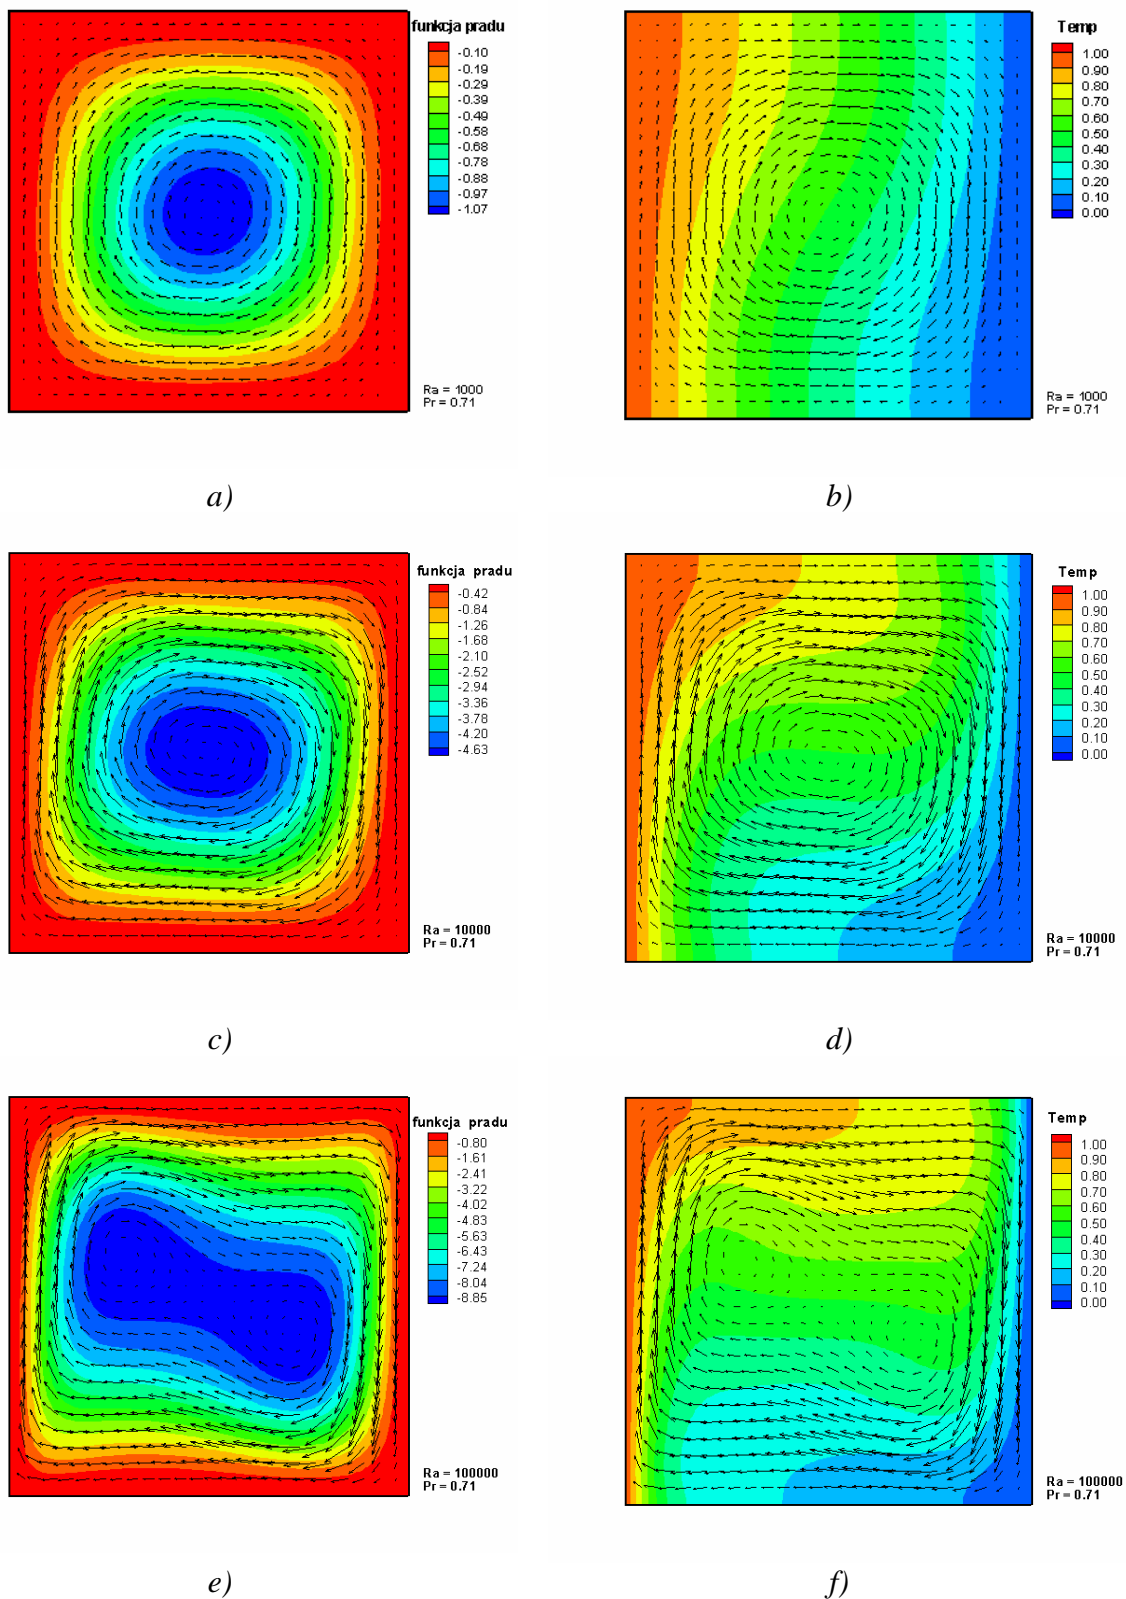 funkcja pradu
-0.10
-0.19
-0.29
-0.39
-0.49
-0.58
-0.68
-0.78
-0.88
-0.97
-1.07
Ra = 1000
Pr = 0.71
a)
Temp
1.00
0.90
0.80
0.70
0.60
0.50
0.40
0.30
0.20
0.10
0.00
Ra = 1000
Pr = 0.71
b)
funkcja pradu
-0.42
-0.84
-1.26
-1.68
-2.10
-2.52
-2.94
-3.36
-3.78
-4.20
-4.63
Ra = 10000
Pr = 0.71
c)
Temp
1.00
0.90
0.80
0.70
0.60
0.50
0.40
0.30
0.20
0.10
0.00
Ra = 10000
Pr = 0.71
d)
funkcja pradu
-0.80
-1.61
-2.41
-3.22
-4.02
-4.83
-5.63
-6.43
-7.24
-8.04
-8.85
Ra = 100000
Pr = 0.71
e)
Temp
1.00
0.90
0.80
0.70
0.60
0.50
0.40
0.30
0.20
0.10
0.00
Ra = 100000
Pr = 0.71
f)